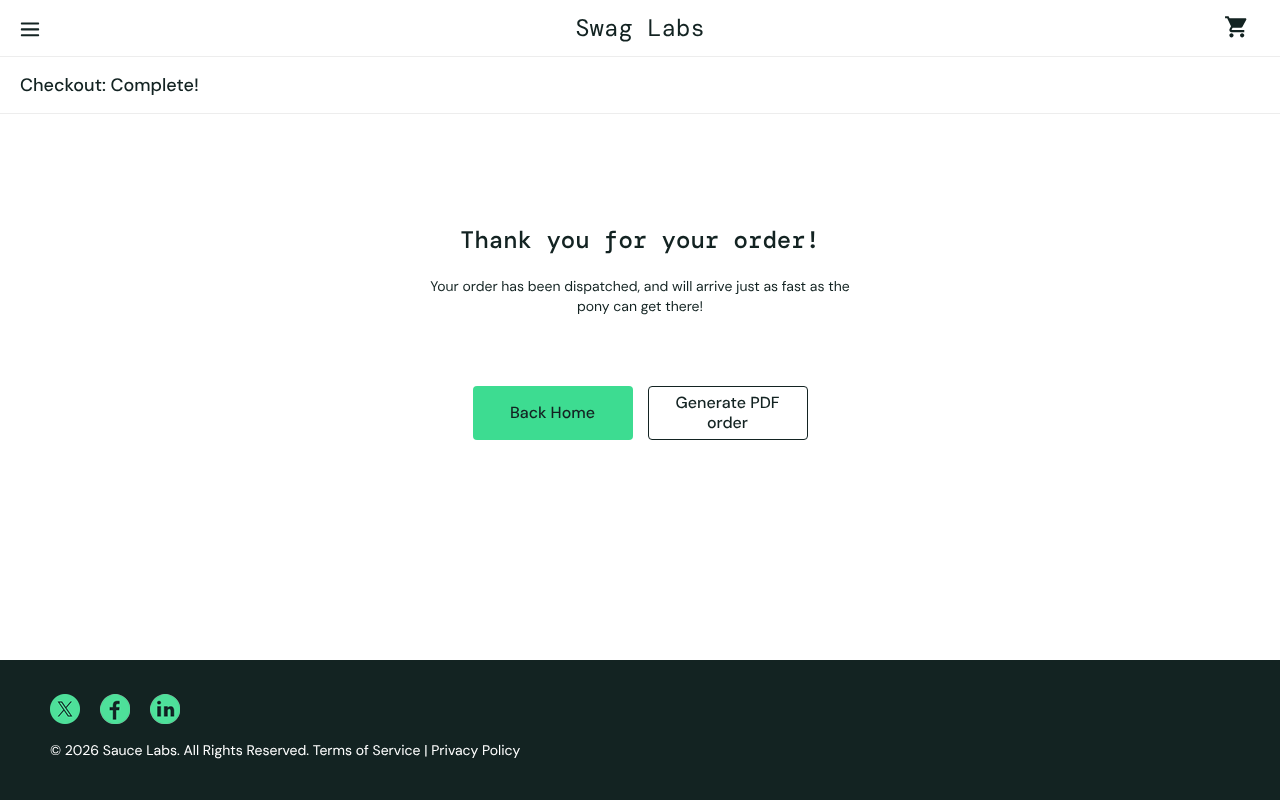 Swag Labs
Checkout: Complete!
Thank you for your order!
Your order has been dispatched, and will arrive just as fast as the
pony can get there!
Back Home
Generate PDF
order
© 2026 Sauce Labs. All Rights Reserved. Terms of Service | Privacy Policy